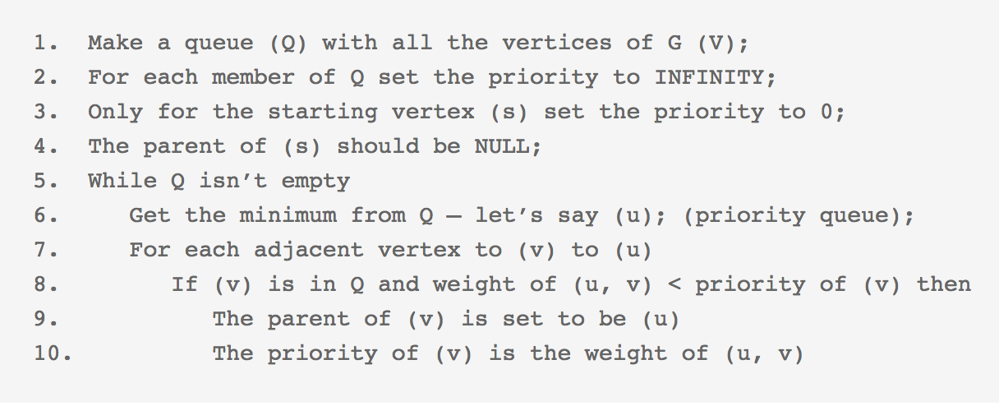 1. Make a queue (Q) with all the vertices of G (V);
2. For each member of Q set the priority to INFINITY;
3. Only for the starting vertex (s) set the priority to 0;
4. The parent of (s) should be NULL;
5. While Q isn’t empty
6. Get the minimum from Q – let’s say (u); (priority queue);
7. For each adjacent vertex to (v) to (u)
8. If (v) is in Q and weight of (u, v) < priority of (v) then
9. The parent of (v) is set to be (u)
10. The priority of (v) is the weight of (u, v)